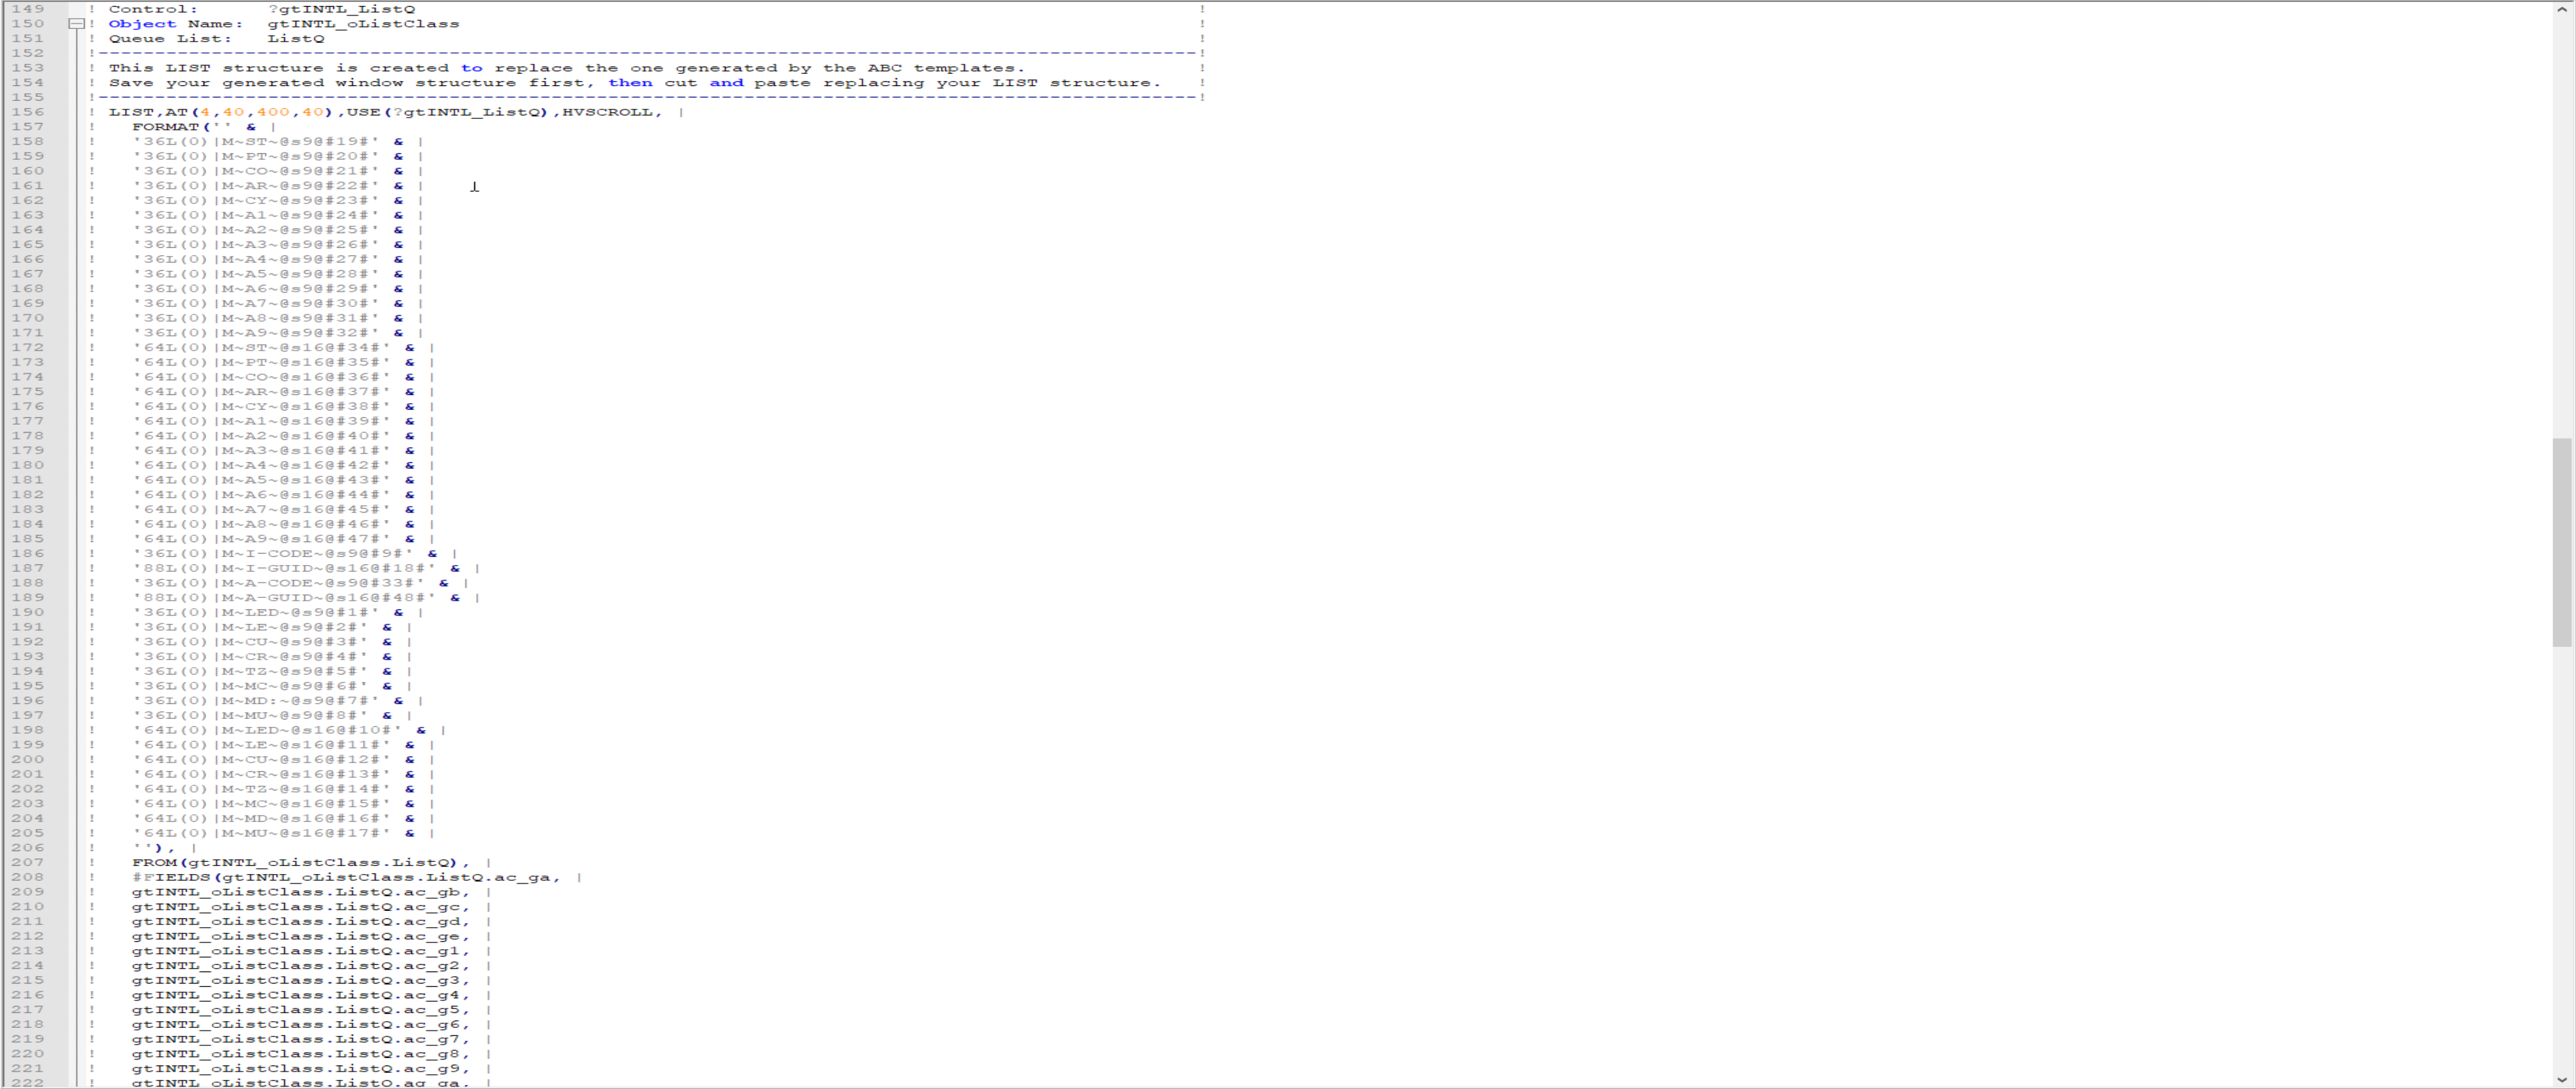 149 ! Control: ?gtINTL_ListQ !
150 ! Object Name: gtINTL_oListClass !
151 ! Queue List: ListQ !
152 !--------------------------------------------------------------------------------------------!
153 ! This LIST structure is created to replace the one generated by the ABC templates. !
154 ! Save your generated window structure first, then cut and paste replacing your LIST structure. !
155 !--------------------------------------------------------------------------------------------!
156 ! LIST,AT(4,40,400,40),USE(?gtINTL_ListQ),HVSCROLL, |
157 ! FORMAT('' & |
158 ! '36L(0)|M~ST~@s9@#19#' & |
159 ! '36L(0)|M~PT~@s9@#20#' & |
160 ! '36L(0)|M~CO~@s9@#21#' & |
161 ! '36L(0)|M~AR~@s9@#22#' & |
162 ! '36L(0)|M~CY~@s9@#23#' & |
163 ! '36L(0)|M~A1~@s9@#24#' & |
164 ! '36L(0)|M~A2~@s9@#25#' & |
165 ! '36L(0)|M~A3~@s9@#26#' & |
166 ! '36L(0)|M~A4~@s9@#27#' & |
167 ! '36L(0)|M~A5~@s9@#28#' & |
168 ! '36L(0)|M~A6~@s9@#29#' & |
169 ! '36L(0)|M~A7~@s9@#30#' & |
170 ! '36L(0)|M~A8~@s9@#31#' & |
171 ! '36L(0)|M~A9~@s9@#32#' & |
172 ! '64L(0)|M~ST~@s16@#34#' & |
173 ! '64L(0)|M~PT~@s16@#35#' & |
174 ! '64L(0)|M~CO~@s16@#36#' & |
175 ! '64L(0)|M~AR~@s16@#37#' & |
176 ! '64L(0)|M~CY~@s16@#38#' & |
177 ! '64L(0)|M~A1~@s16@#39#' & |
178 ! '64L(0)|M~A2~@s16@#40#' & |
179 ! '64L(0)|M~A3~@s16@#41#' & |
180 ! '64L(0)|M~A4~@s16@#42#' & |
181 ! '64L(0)|M~A5~@s16@#43#' & |
182 ! '64L(0)|M~A6~@s16@#44#' & |
183 ! '64L(0)|M~A7~@s16@#45#' & |
184 ! '64L(0)|M~A8~@s16@#46#' & |
185 ! '64L(0)|M~A9~@s16@#47#' & |
186 ! '36L(0)|M~I-CODE~@s9@#9#' & |
187 ! '88L(0)|M~I-GUID~@s16@#18#' & |
188 ! '36L(0)|M~A-CODE~@s9@#33#' & |
189 ! '88L(0)|M~A-GUID~@s16@#48#' & |
190 ! '36L(0)|M~LED~@s9@#1#' & |
191 ! '36L(0)|M~LE~@s9@#2#' & |
192 ! '36L(0)|M~CU~@s9@#3#' & |
193 ! '36L(0)|M~CR~@s9@#4#' & |
194 ! '36L(0)|M~TZ~@s9@#5#' & |
195 ! '36L(0)|M~MC~@s9@#6#' & |
196 ! '36L(0)|M~MD:~@s9@#7#' & |
197 ! '36L(0)|M~MU~@s9@#8#' & |
198 ! '64L(0)|M~LED~@s16@#10#' & |
199 ! '64L(0)|M~LE~@s16@#11#' & |
200 ! '64L(0)|M~CU~@s16@#12#' & |
201 ! '64L(0)|M~CR~@s16@#13#' & |
202 ! '64L(0)|M~TZ~@s16@#14#' & |
203 ! '64L(0)|M~MC~@s16@#15#' & |
204 ! '64L(0)|M~MD~@s16@#16#' & |
205 ! '64L(0)|M~MU~@s16@#17#' & |
206 ! ''), |
207 ! FROM(gtINTL_oListClass.ListQ), |
208 ! #FIELDS(gtINTL_oListClass.ListQ.ac_ga, |
209 ! gtINTL_oListClass.ListQ.ac_gb, |
210 ! gtINTL_oListClass.ListQ.ac_gc, |
211 ! gtINTL_oListClass.ListQ.ac_gd, |
212 ! gtINTL_oListClass.ListQ.ac_ge, |
213 ! gtINTL_oListClass.ListQ.ac_g1, |
214 ! gtINTL_oListClass.ListQ.ac_g2, |
215 ! gtINTL_oListClass.ListQ.ac_g3, |
216 ! gtINTL_oListClass.ListQ.ac_g4, |
217 ! gtINTL_oListClass.ListQ.ac_g5, |
218 ! gtINTL_oListClass.ListQ.ac_g6, |
219 ! gtINTL_oListClass.ListQ.ac_g7, |
220 ! gtINTL_oListClass.ListQ.ac_g8, |
221 ! gtINTL_oListClass.ListQ.ac_g9, |
222 ! gtINTL_oListClass.ListQ.ag_ga, |